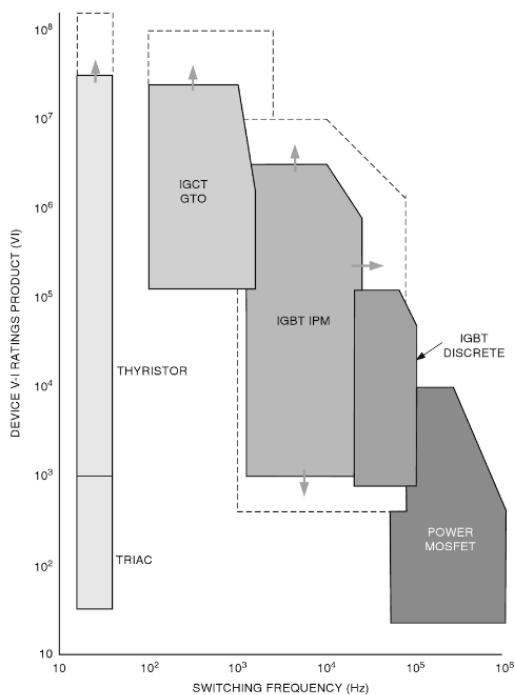 10⁸
10⁷
10⁶
10⁵
10⁴
10³
10²
10
DEVICE V-I RATINGS PRODUCT (VI)
IGCT
GTO
IGBT IPM
IGBT
DISCRETE
THYRISTOR
POWER
MOSFET
TRIAC
10
10²
10³
10⁴
10⁵
10⁶
SWITCHING FREQUENCY (Hz)